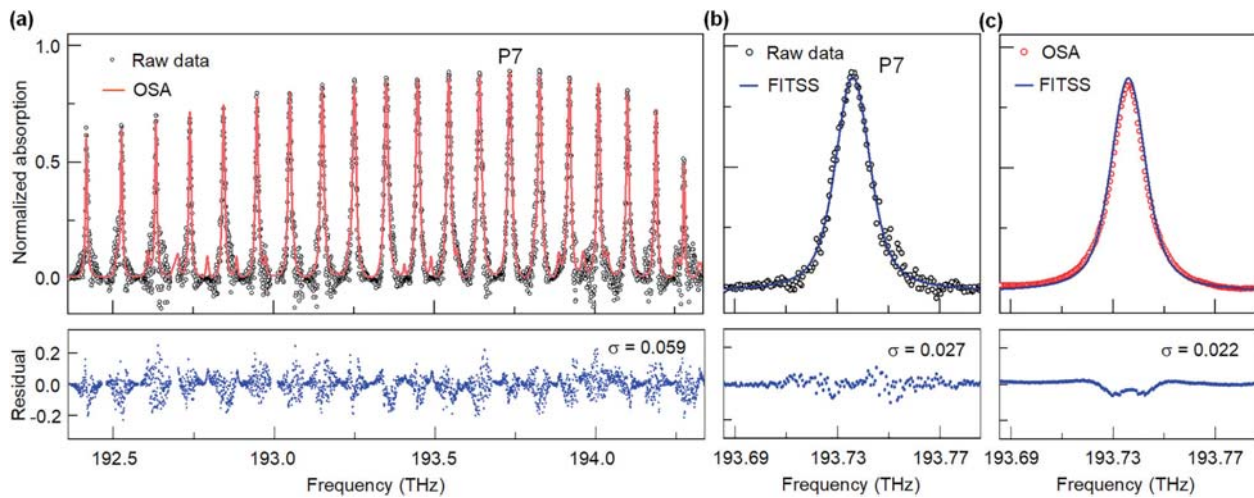 (a)
1.0
0.5
0.0
Normalized absorption
Raw data
OSA
P7
0.2
0.0
-0.2
Residual
σ = 0.059
192.5 193.0 193.5 194.0
Frequency (THz)
(b)
Raw data
FITSS
P7
σ = 0.027
193.69 193.73 193.77
Frequency (THz)
(c)
OSA
FITSS
σ = 0.022
193.69 193.73 193.77
Frequency (THz)